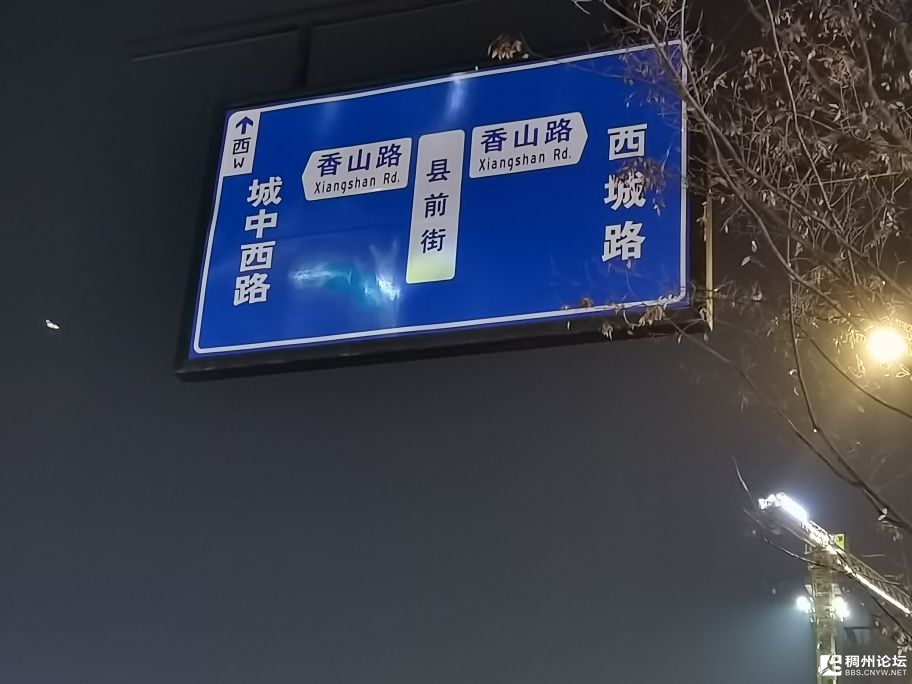 西
W
城中西路
香山路
Xiangshan Rd.
县前街
香山路
Xiangshan Rd.
西城路
稠州论坛
BBS.CNYW.NET